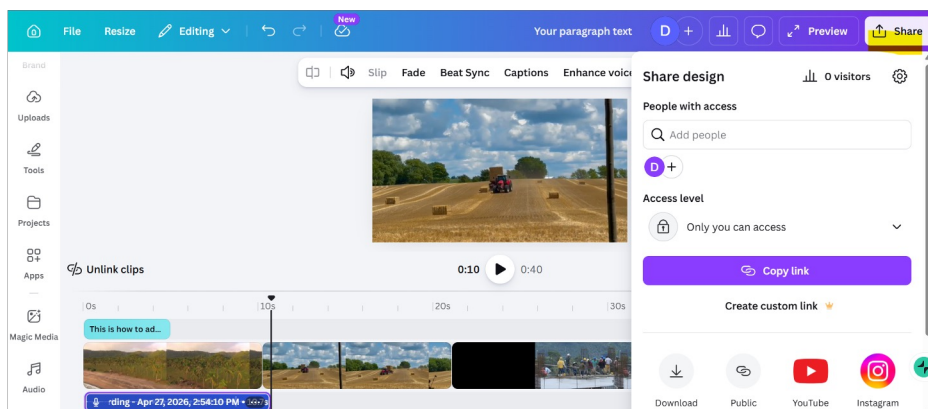 New
File Resize Editing Your paragraph text D + Preview Share
Brand
Slip Fade Beat Sync Captions Enhance voice
Share design 0 visitors
People with access
Uploads
Add people
Tools
D +
Access level
Projects
Only you can access
Apps
Unlink clips 0:10 0:40
Copy link
0s 10s 20s 30s
Create custom link
Magic Media
This is how to ad...
Audio
rding - Apr 27, 2026, 2:54:10 PM •
Download Public YouTube Instagram